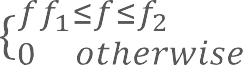 { f f₁≤f≤f₂
0 otherwise